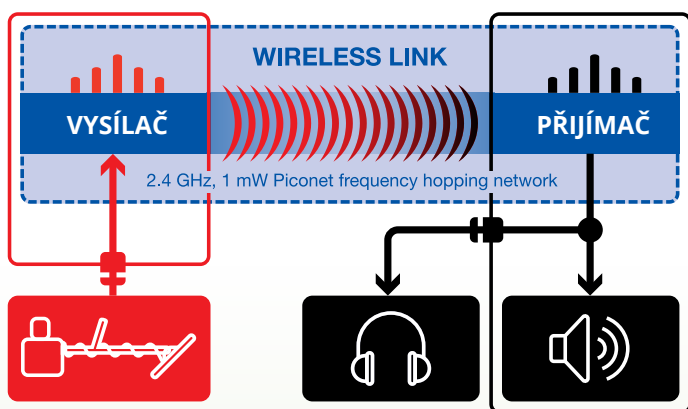 WIRELESS LINK
VYSÍLAČ
PŘIJÍMAČ
2.4 GHz, 1 mW Piconet frequency hopping network